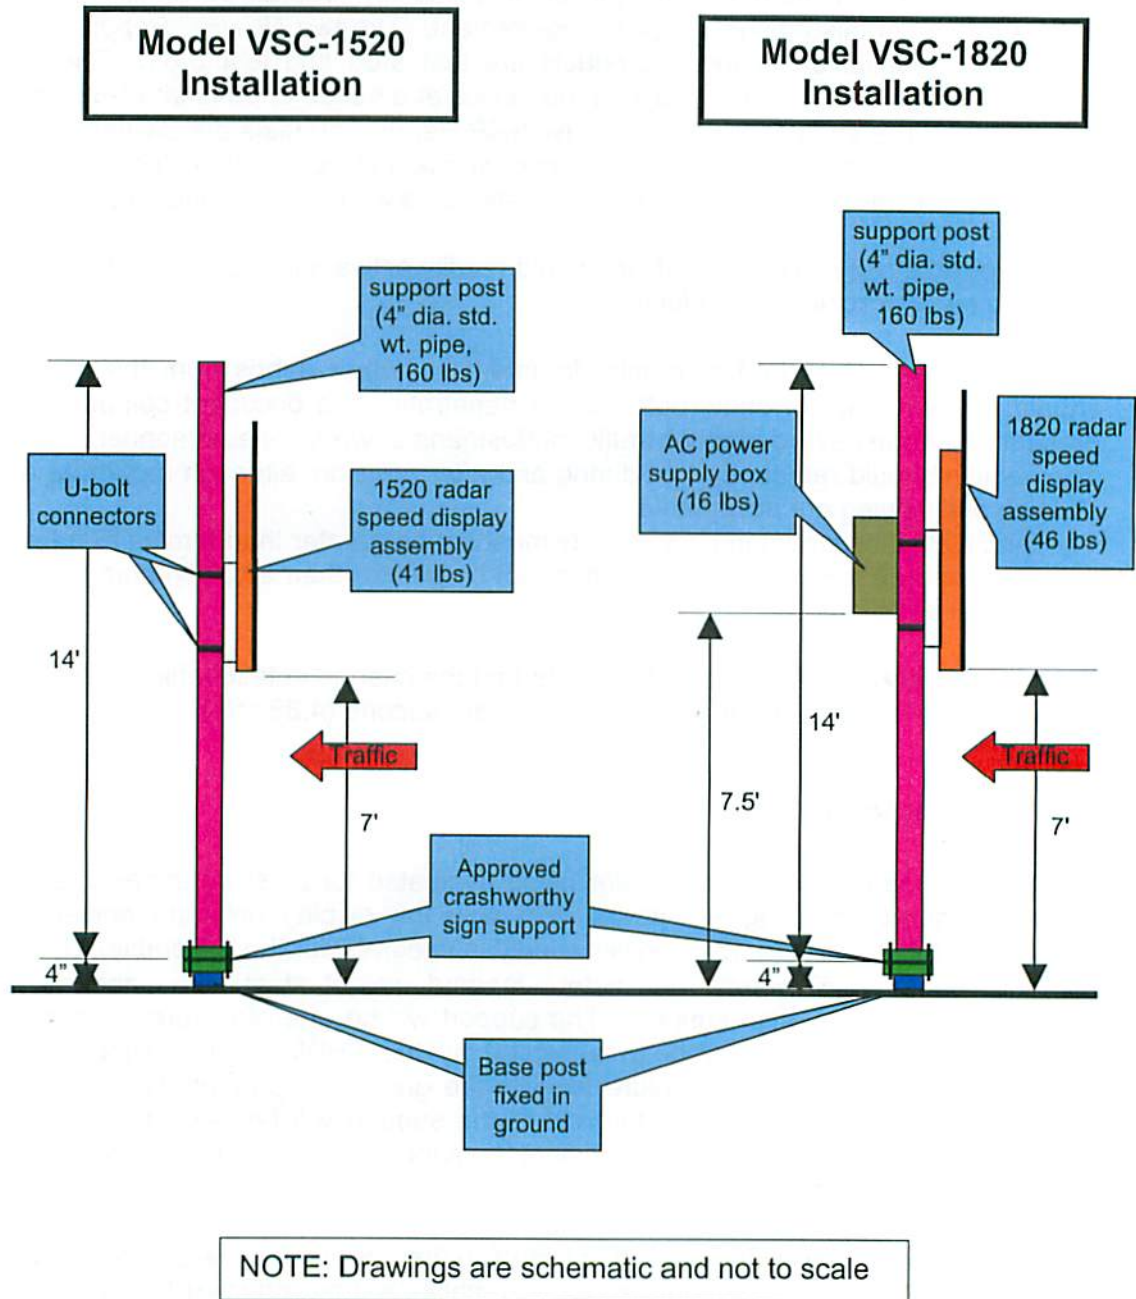 Model VSC-1520
Installation
Model VSC-1820
Installation
support post
(4" dia. std.
wt. pipe,
160 lbs)
support post
(4" dia. std.
wt. pipe,
160 lbs)
U-bolt
connectors
1520 radar
speed display
assembly
(41 lbs)
AC power
supply box
(16 lbs)
1820 radar
speed
display
assembly
(46 lbs)
14'
Traffic
7'
4"
14'
7.5'
Traffic
7'
4"
Approved
crashworthy
sign support
Base post
fixed in
ground
NOTE: Drawings are schematic and not to scale